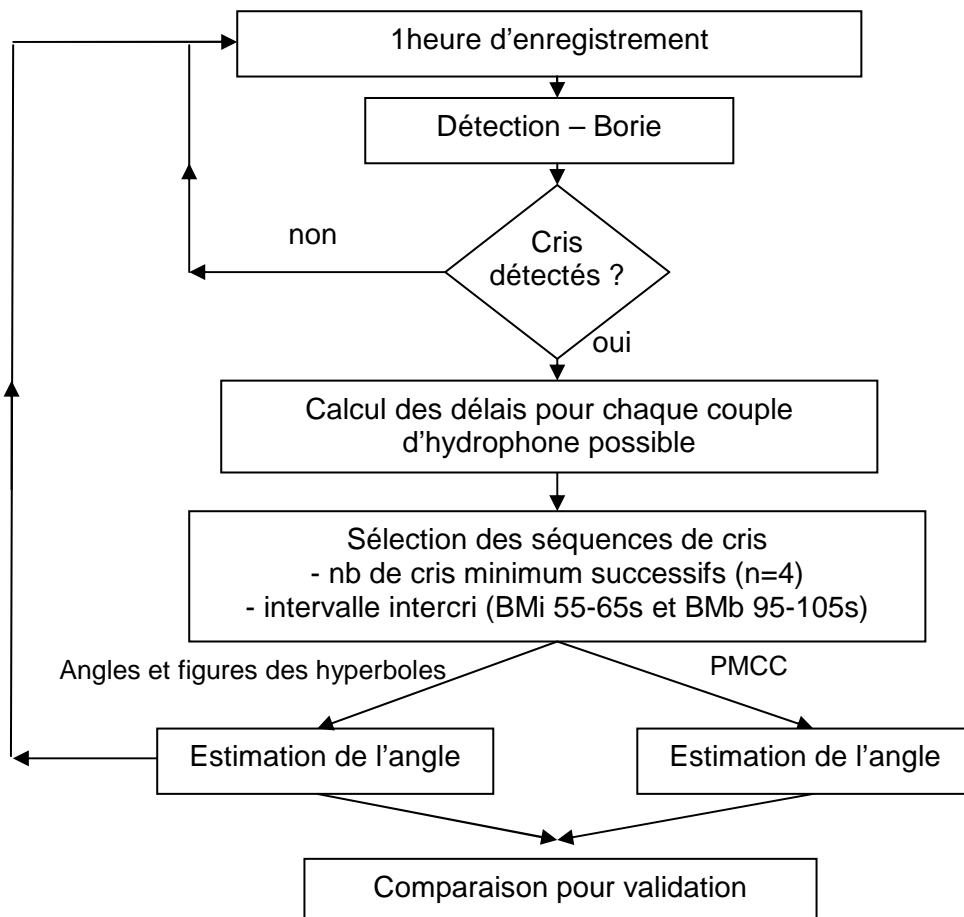 1heure d'enregistrement
Détection – Borie
non
Cris
détectés ?
oui
Calcul des délais pour chaque couple
d'hydrophone possible
Sélection des séquences de cris
- nb de cris minimum successifs (n=4)
- intervalle intercri (BMi 55-65s et BMb 95-105s)
Angles et figures des hyperboles
PMCC
Estimation de l'angle
Estimation de l'angle
Comparaison pour validation